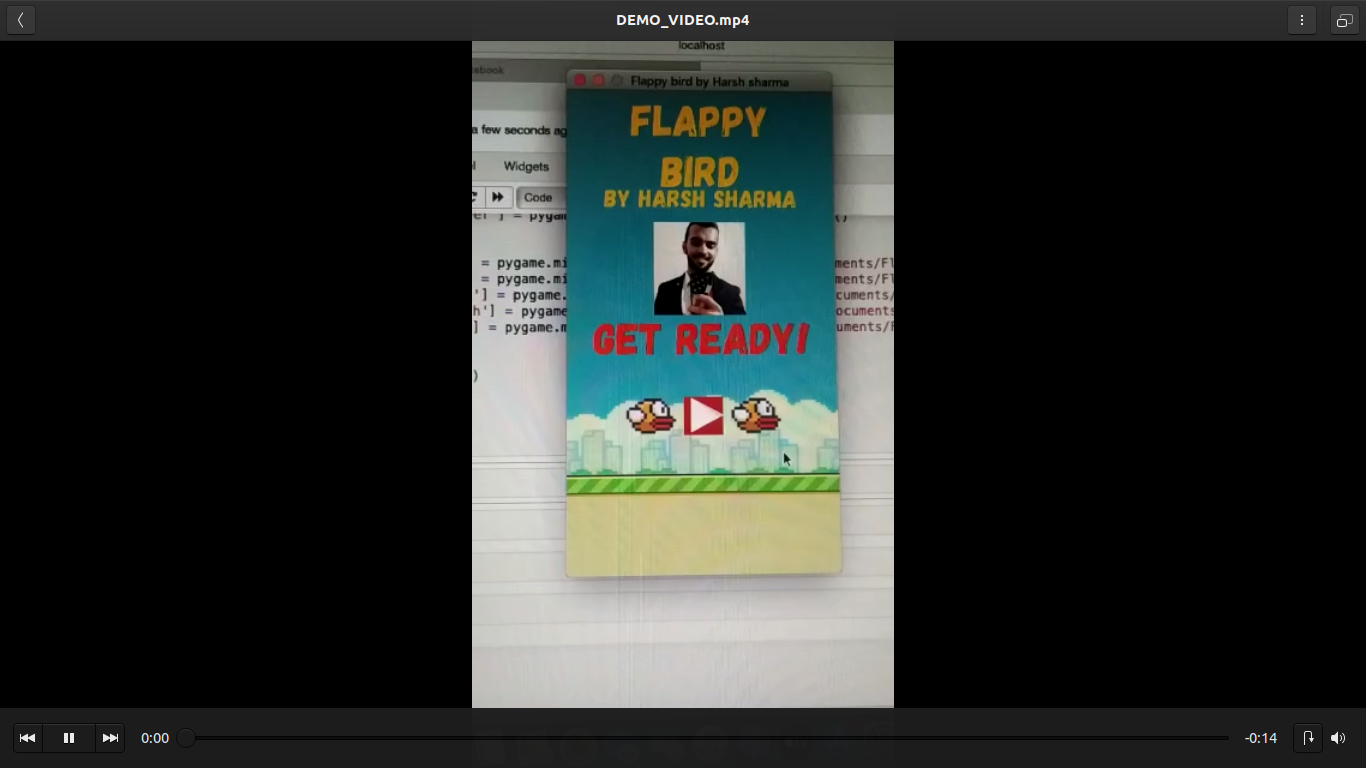 DEMO_VIDEO.mp4
localhost
ebook
Flappy bird by Harsh sharma
FLAPPY
a few seconds ag
BIRD
Widgets
BY HARSH SHARMA
Code
er'] = pygam
()
= pygame.mi
ments/Fl
= pygame.mi
ments/F
'] = pygame.
cuments/
h'] = pygame
ocuments
] = pygame.m
uments/F
GET READY!
)
0:00
-0:14